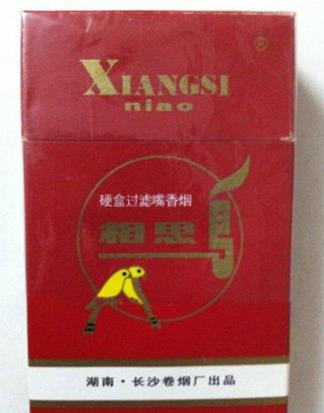 XIANGSI
niao
®
硬盒过滤嘴香烟
相思鸟
湖南·长沙卷烟厂出品